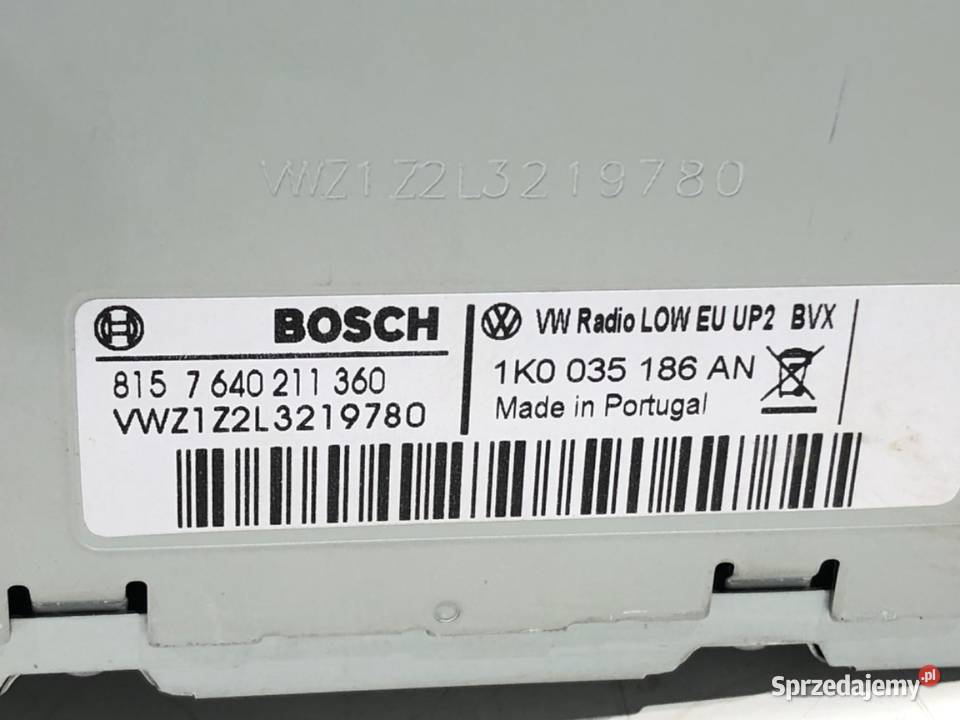 VWZ1Z2L3219780
BOSCH
815 7 640 211 360
VWZ1Z2L3219780
VW Radio LOW EU UP2 BVX
1K0 035 186 AN
Made in Portugal
Sprzedajemy.pl